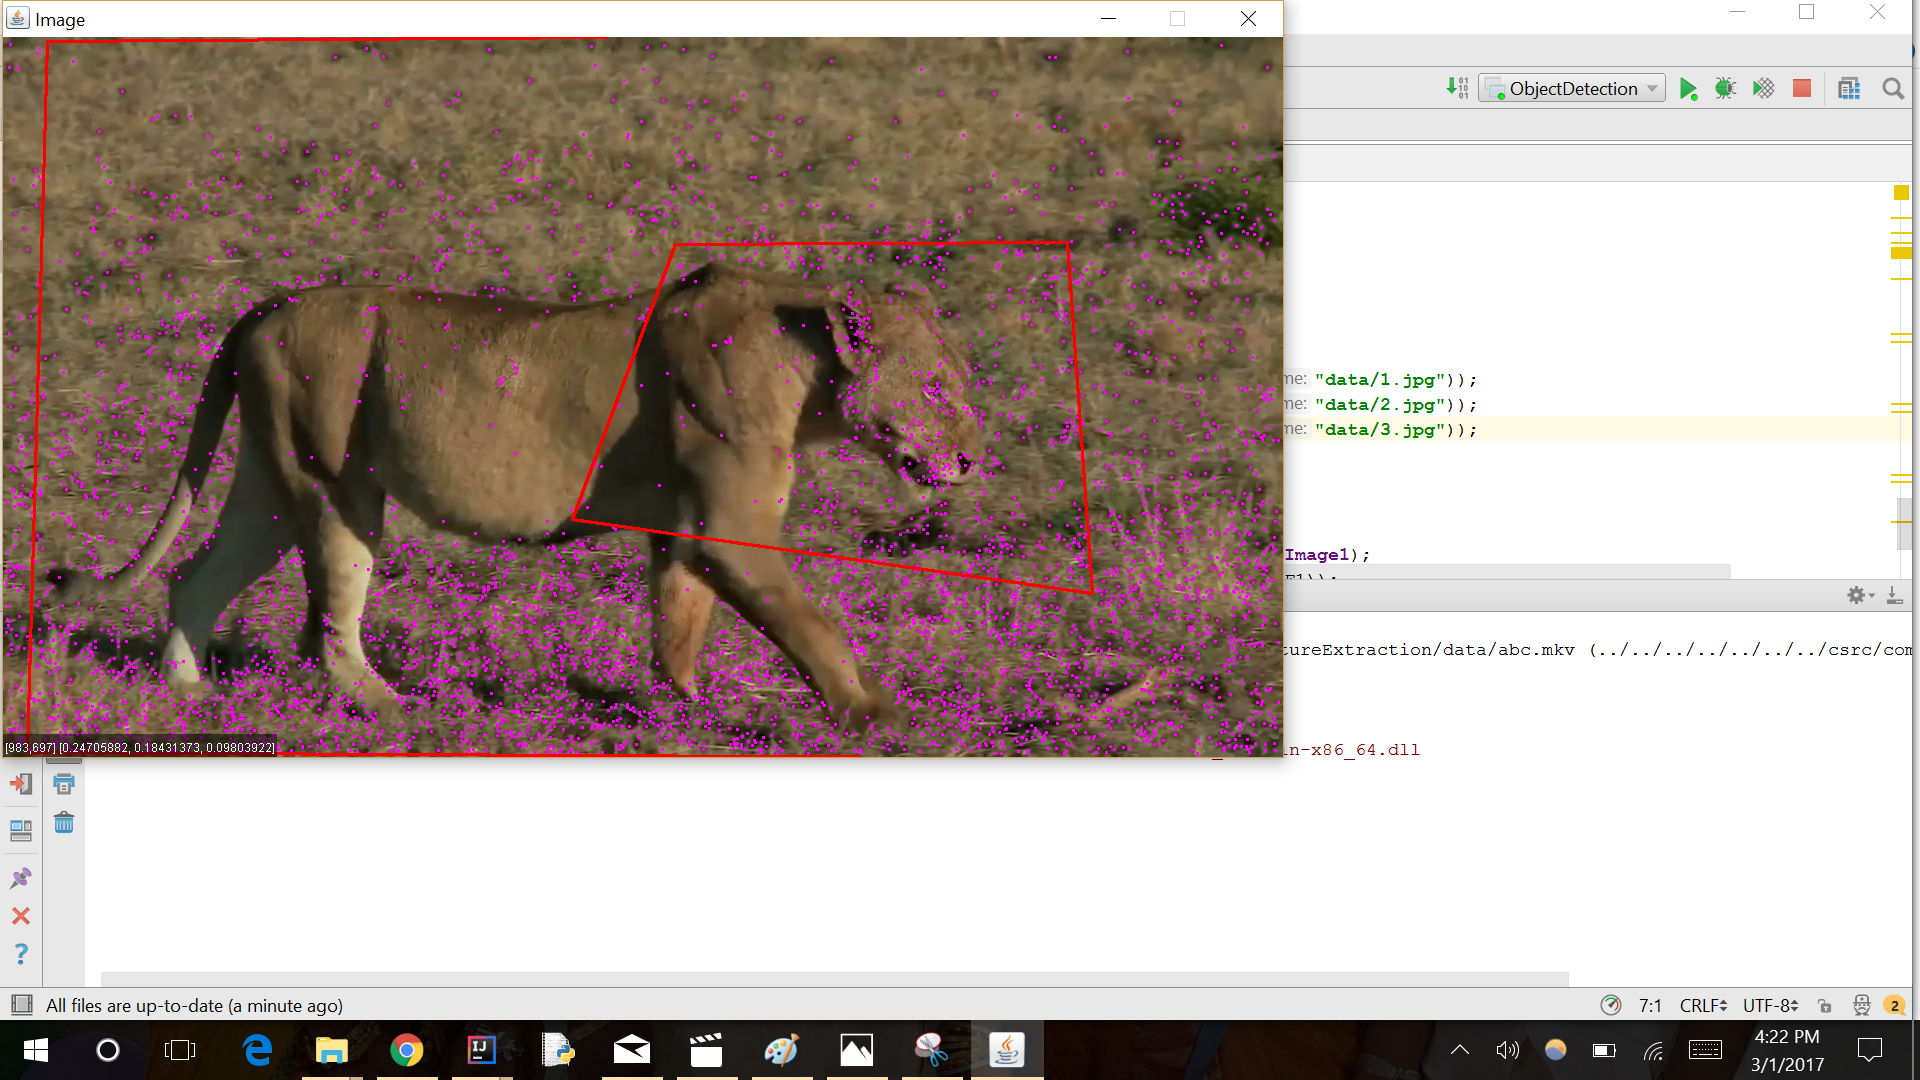 Image
ObjectDetection
me: "data/1.jpg"));
me: "data/2.jpg"));
me: "data/3.jpg"));
Image1);
tureExtraction/data/abc.mkv (../../../../../../../csrc/com
[983,697] [0.24705882, 0.18431373, 0.09803922]
in-x86_64.dll
All files are up-to-date (a minute ago)
7:1 CRLF UTF-8 2
4:22 PM
3/1/2017